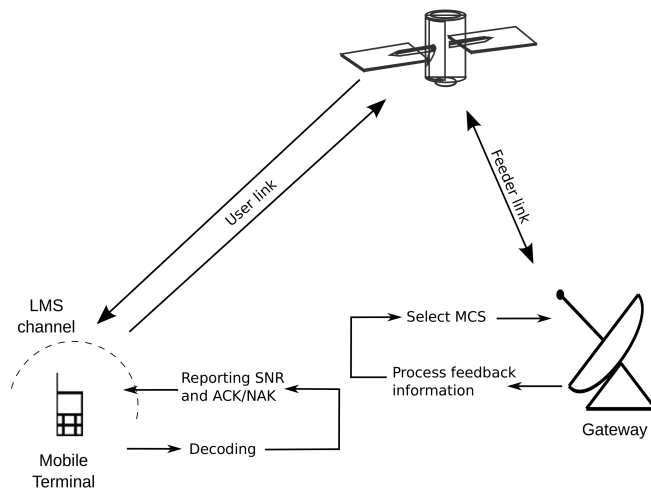 User link
Feeder link
LMS
channel
Select MCS
Process feedback
information
Reporting SNR
and ACK/NAK
Decoding
Gateway
Mobile
Terminal